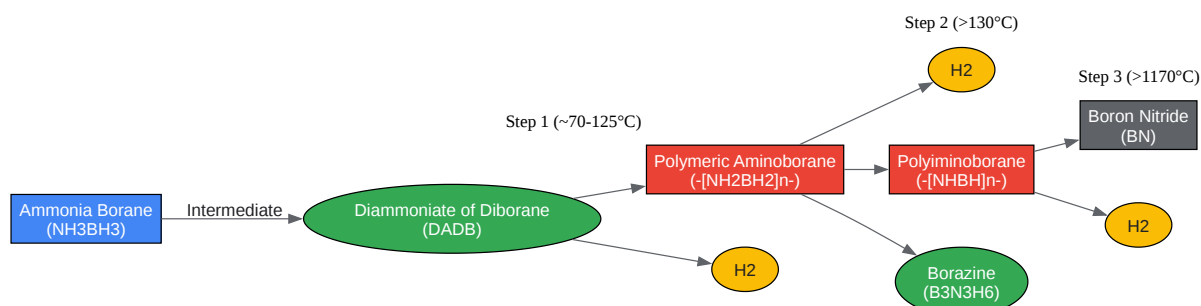 Step 2 (>130°C)
H2
Step 3 (>1170°C)
Boron Nitride
(BN)
Step 1 (~70-125°C)
Polymeric Aminoborane
(-[NH2BH2]n-)
Polyiminoborane
(-[NHBH]n-)
Ammonia Borane
(NH3BH3)
Intermediate
Diammoniate of Diborane
(DADB)
H2
H2
Borazine
(B3N3H6)